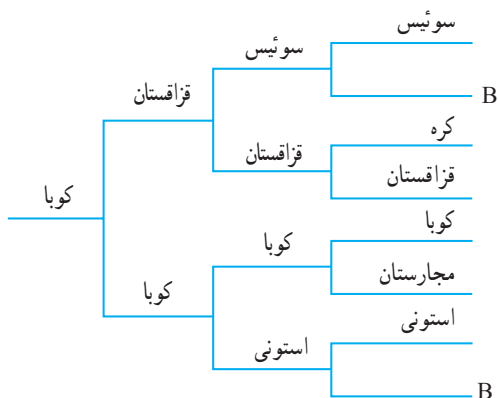 سوئیس
سوئیس
B
قزاقستان
کره
قزاقستان
قزاقستان
کوبا
کوبا
کوبا
مجارستان
کوبا
استونی
استونی
B